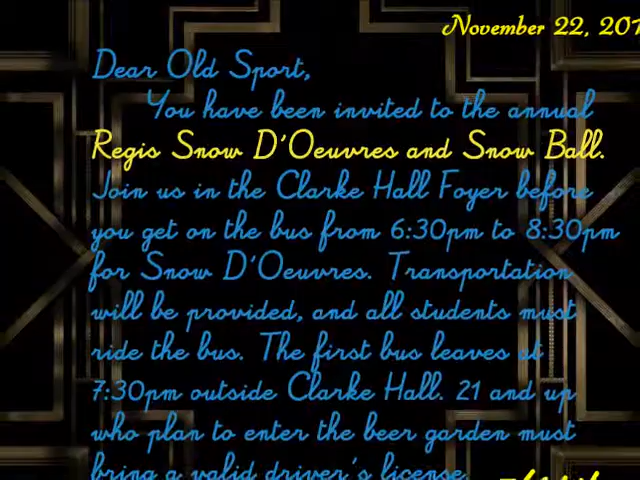 November 22, 201
Dear Old Sport,
You have been invited to the annual
Regis Snow D'Oeuvres and Snow Ball.
Join us in the Clarke Hall Foyer before
you get on the bus from 6:30pm to 8:30pm
for Snow D'Oeuvres. Transportation
will be provided, and all students must
ride the bus. The first bus leaves at
7:30pm outside Clarke Hall. 21 and up
who plan to enter the beer garden must
bring a valid driver's license.